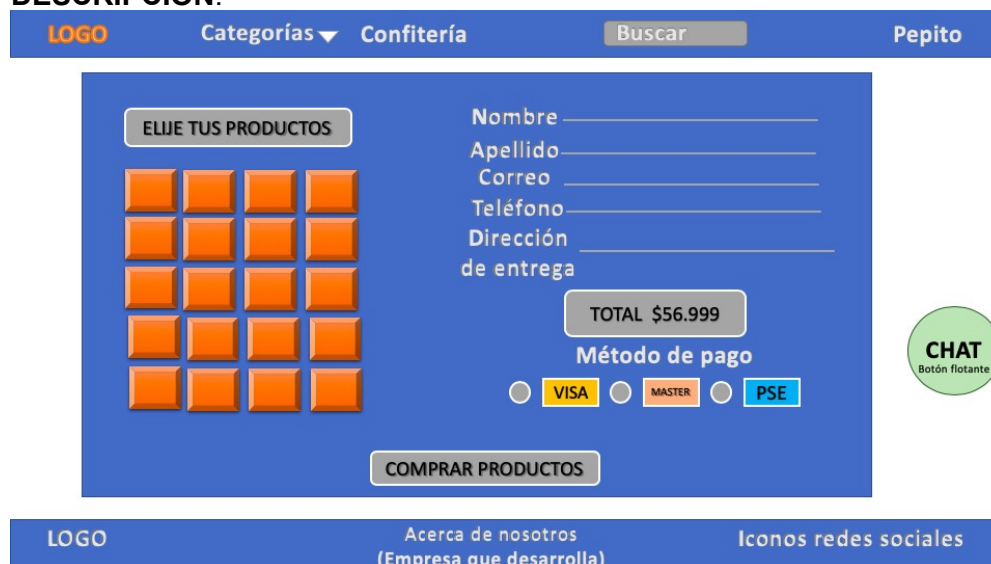 DESCRIPCIÓN:
LOGO Categorías Confitería Buscar Pepito
ELIJE TUS PRODUCTOS
Nombre
Apellido
Correo
Teléfono
Dirección
de entrega
TOTAL $56.999
Método de pago
VISA MASTER PSE
CHAT
Botón flotante
COMPRAR PRODUCTOS
LOGO Acerca de nosotros Iconos redes sociales
(Empresa que desarrolla)